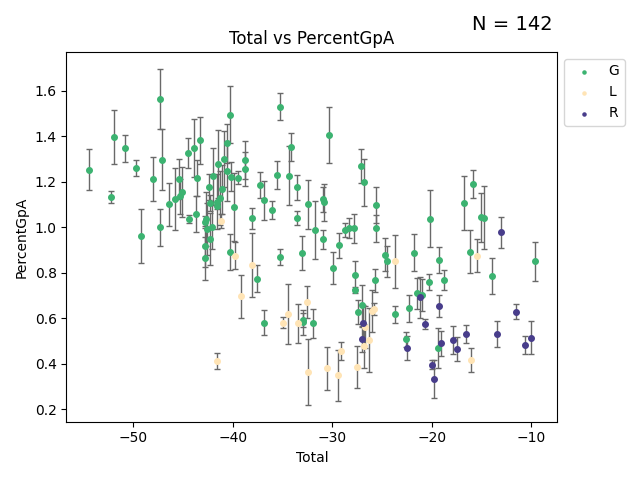 N = 142
Total vs PercentGpA
G
L
R
PercentGpA
1.6
1.4
1.2
1.0
0.8
0.6
0.4
0.2
−50
−40
−30
−20
−10
Total